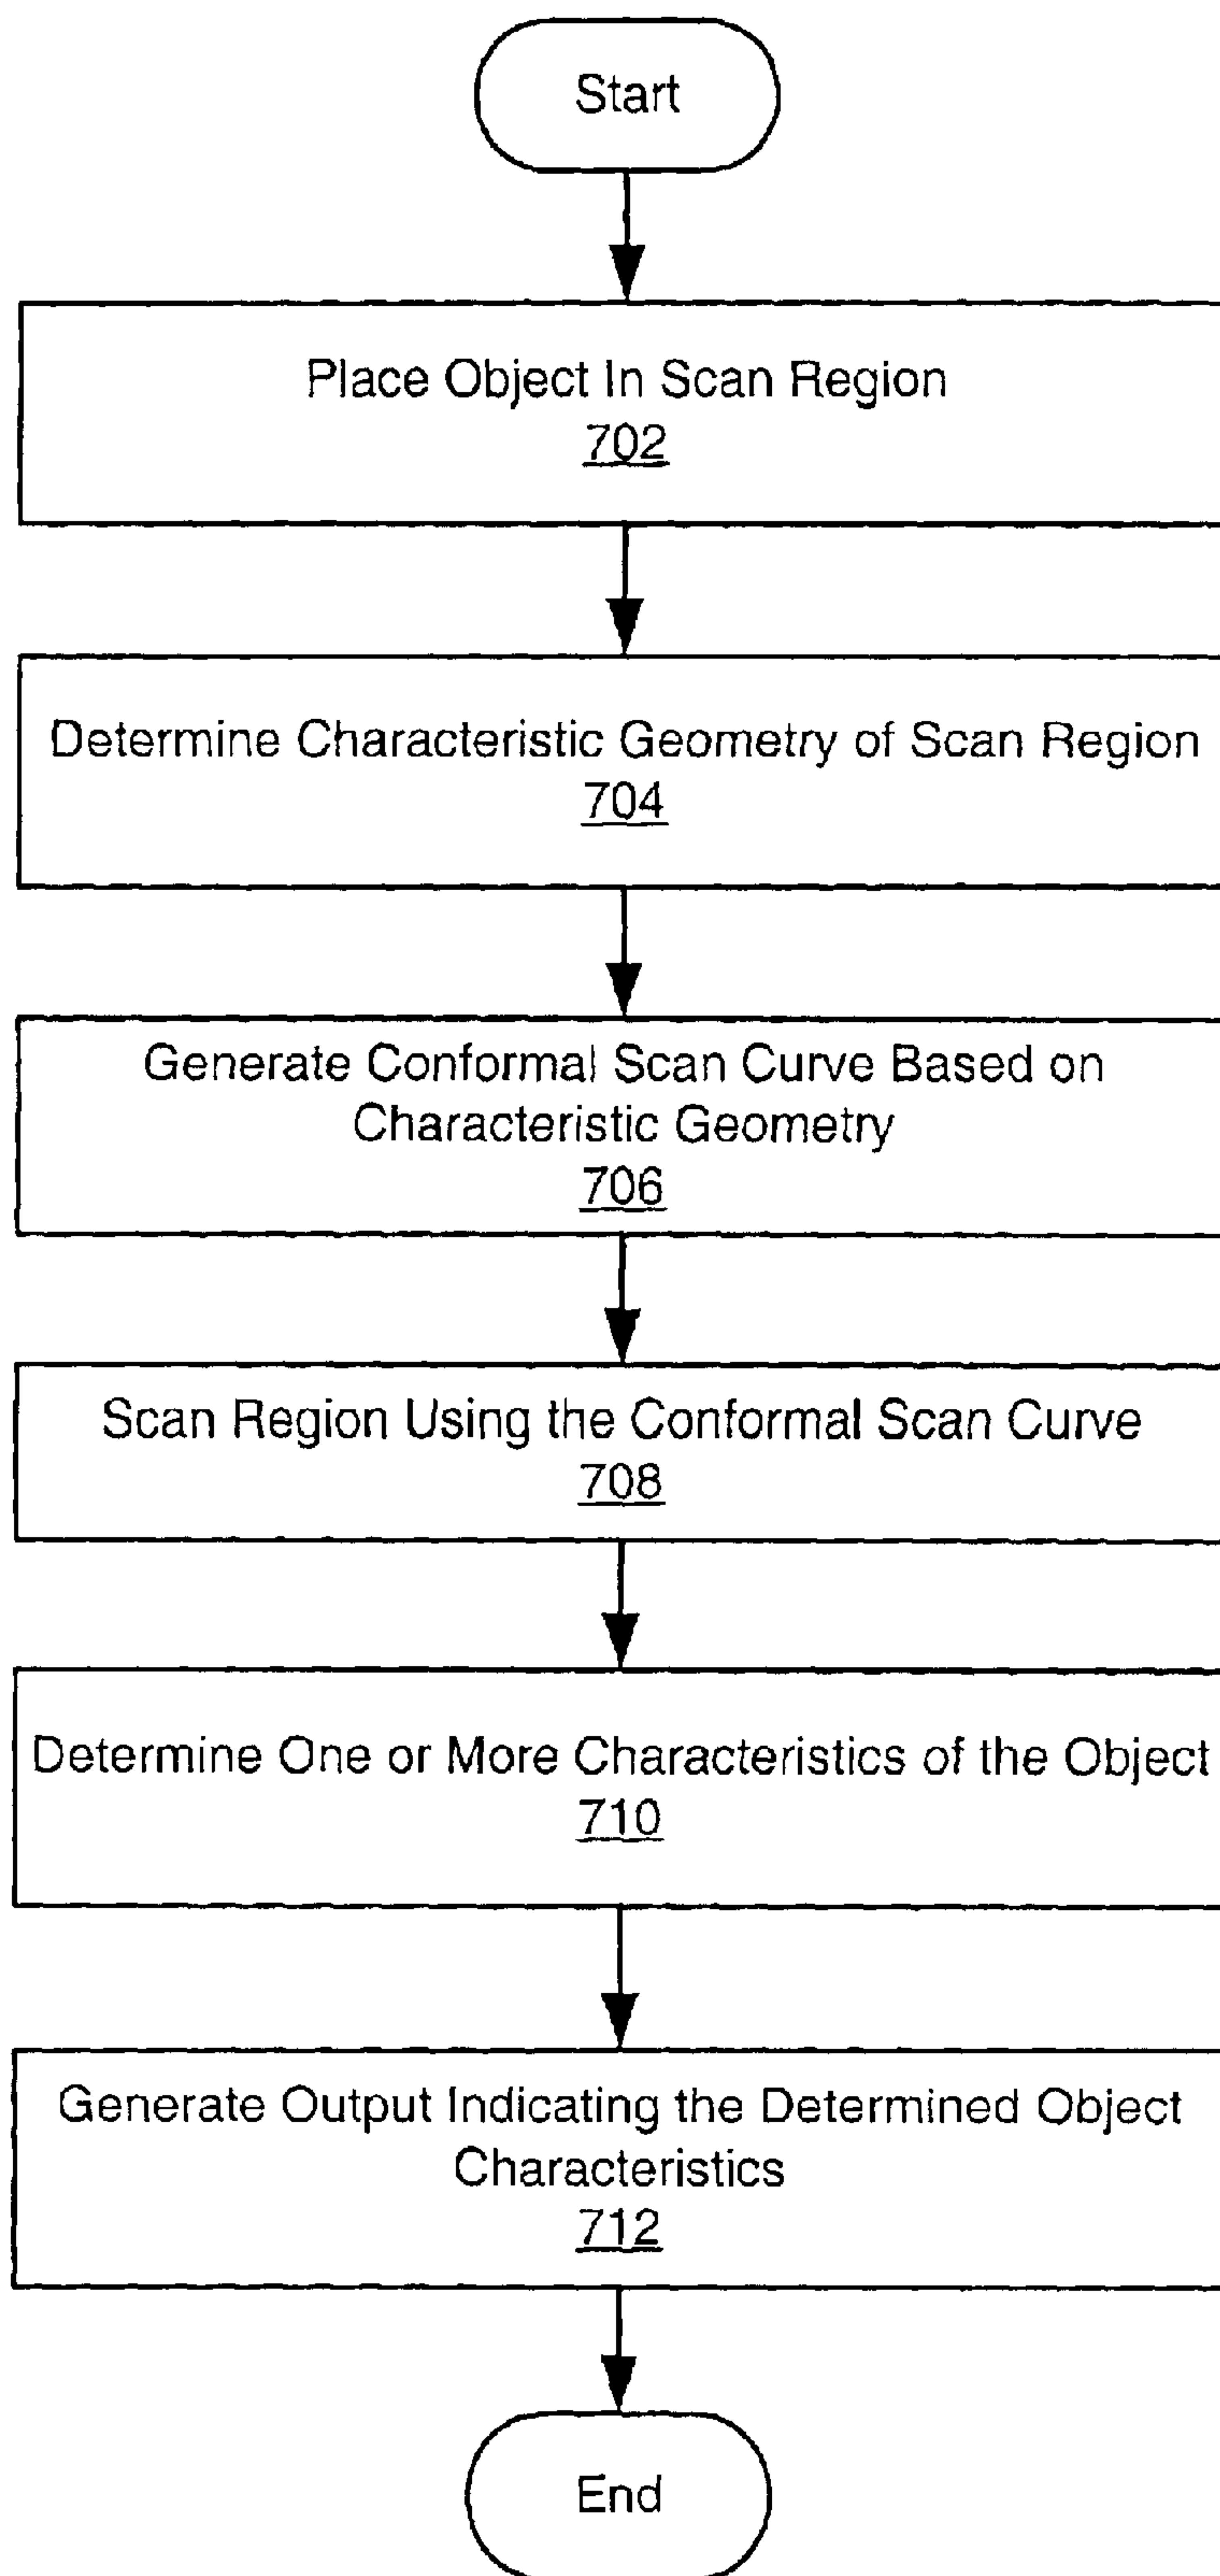 Start
Place Object In Scan Region
702
Determine Characteristic Geometry of Scan Region
704
Generate Conformal Scan Curve Based on
Characteristic Geometry
706
Scan Region Using the Conformal Scan Curve
708
Determine One or More Characteristics of the Object
710
Generate Output Indicating the Determined Object
Characteristics
712
End